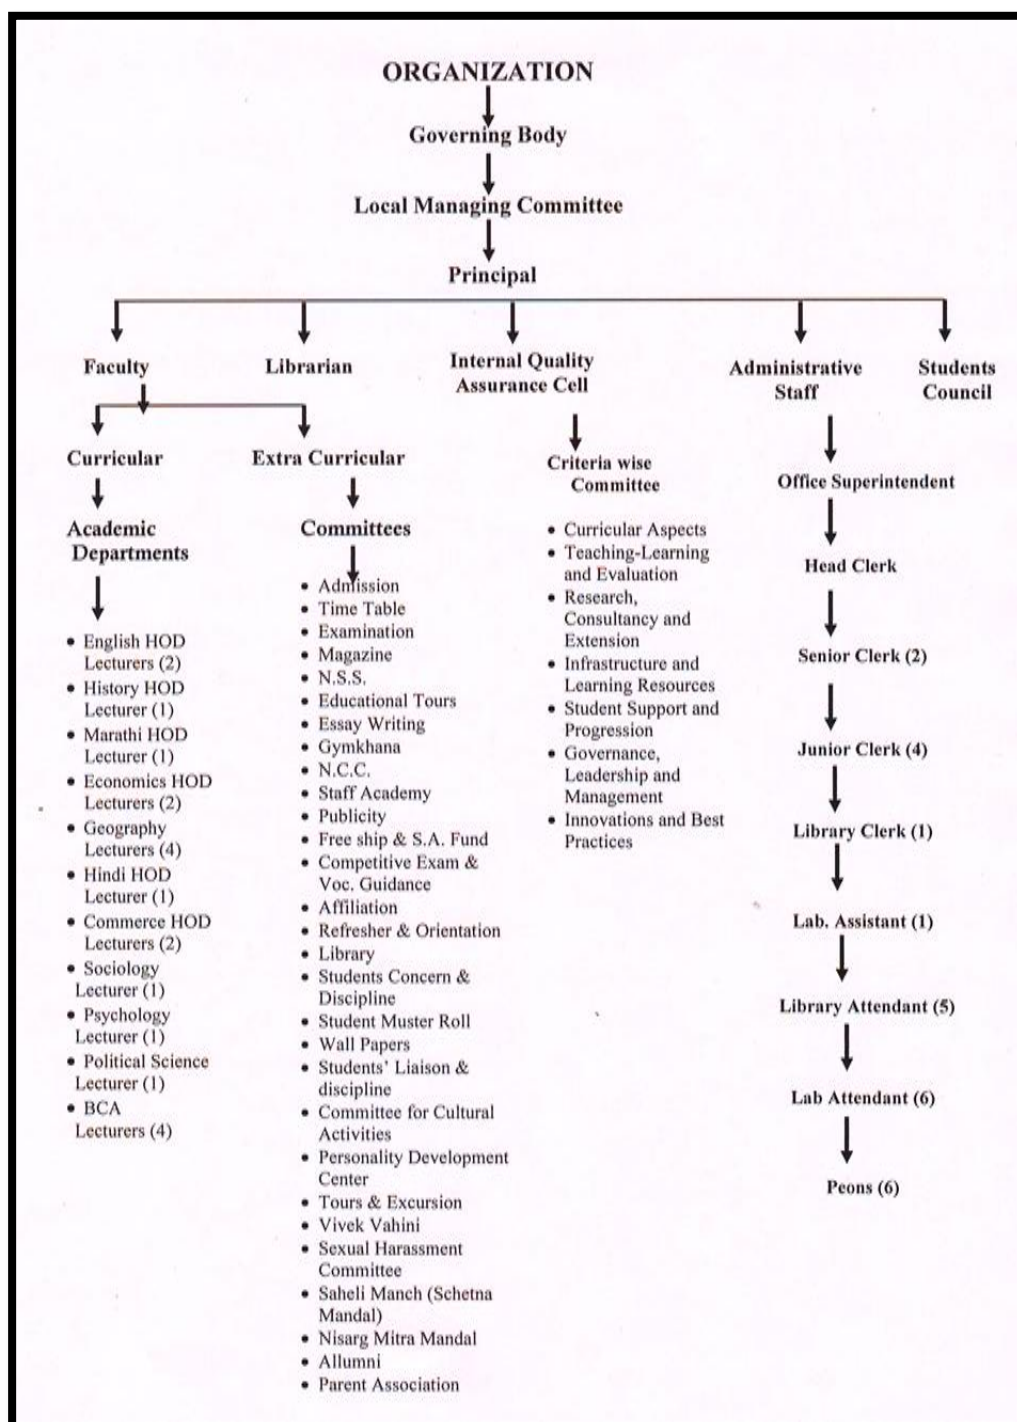 ORGANIZATION
Governing Body
Local Managing Committee
Principal
Faculty
Librarian
Internal Quality
Assurance Cell
Administrative
Staff
Students
Council
Curricular
Academic
Departments
• English HOD
Lecturers (2)
• History HOD
Lecturer (1)
• Marathi HOD
Lecturer (1)
• Economics HOD
Lecturers (2)
• Geography
Lecturers (4)
• Hindi HOD
Lecturer (1)
• Commerce HOD
Lecturers (2)
• Sociology
Lecturer (1)
• Psychology
Lecturer (1)
• Political Science
Lecturer (1)
• BCA
Lecturers (4)
Extra Curricular
Committees
• Admission
• Time Table
• Examination
• Magazine
• N.S.S.
• Educational Tours
• Essay Writing
• Gymkhana
• N.C.C.
• Staff Academy
• Publicity
• Free ship & S.A. Fund
• Competitive Exam &
Voc. Guidance
• Affiliation
• Refresher & Orientation
• Library
• Students Concern &
Discipline
• Student Muster Roll
• Wall Papers
• Students' Liaison &
discipline
• Committee for Cultural
Activities
• Personality Development
Center
• Tours & Excursion
• Vivek Vahini
• Sexual Harassment
Committee
• Saheli Manch (Schetna
Mandal)
• Nisarg Mitra Mandal
• Allumni
• Parent Association
Criteria wise
Committee
• Curricular Aspects
• Teaching-Learning
and Evaluation
• Research,
Consultancy and
Extension
• Infrastructure and
Learning Resources
• Student Support and
Progression
• Governance,
Leadership and
Management
• Innovations and Best
Practices
Office Superintendent
Head Clerk
Senior Clerk (2)
Junior Clerk (4)
Library Clerk (1)
Lab. Assistant (1)
Library Attendant (5)
Lab Attendant (6)
Peons (6)